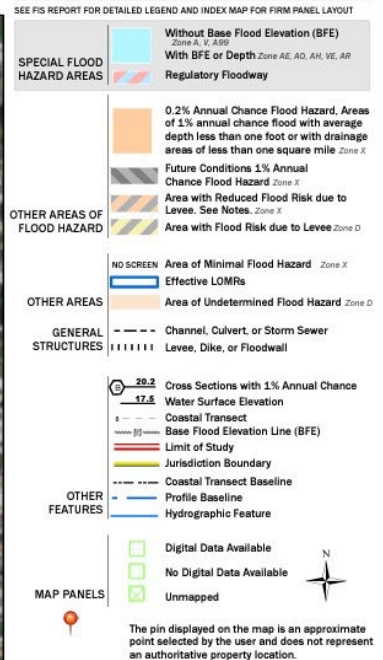 SEE FIS REPORT FOR DETAILED LEGEND AND INDEX MAP FOR FIRM PANEL LAYOUT
SPECIAL FLOOD
HAZARD AREAS
Without Base Flood Elevation (BFE)
Zone A, V, A99
With BFE or Depth Zone AE, AO, AH, VE, AR
Regulatory Floodway
OTHER AREAS OF
FLOOD HAZARD
0.2% Annual Chance Flood Hazard, Areas
of 1% annual chance flood with average
depth less than one foot or with drainage
areas of less than one square mile Zone X
Future Conditions 1% Annual
Chance Flood Hazard Zone X
Area with Reduced Flood Risk due to
Levee. See Notes. Zone X
Area with Flood Risk due to Levee Zone D
OTHER AREAS
NO SCREEN Area of Minimal Flood Hazard Zone X
Effective LOMRs
Area of Undetermined Flood Hazard Zone D
GENERAL
STRUCTURES
Channel, Culvert, or Storm Sewer
Levee, Dike, or Floodwall
OTHER
FEATURES
B 20.2 Cross Sections with 1% Annual Chance
17.5 Water Surface Elevation
8 Coastal Transect
Base Flood Elevation Line (BFE)
Limit of Study
Jurisdiction Boundary
Coastal Transect Baseline
Profile Baseline
Hydrographic Feature
MAP PANELS
Digital Data Available
No Digital Data Available
Unmapped
N
The pin displayed on the map is an approximate
point selected by the user and does not represent
an authoritative property location.